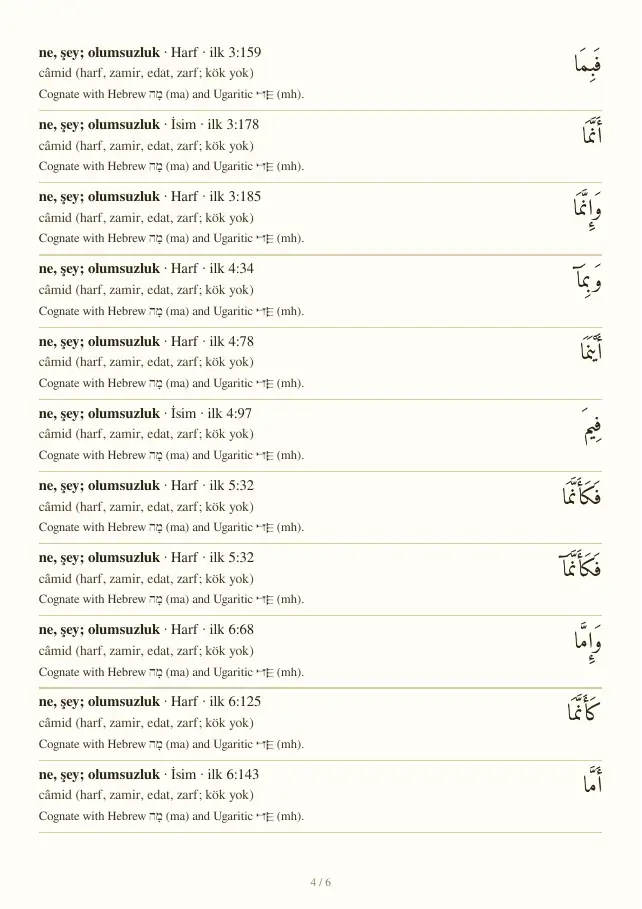 ne, şey; olumsuzluk · Harf · ilk 3:159 فَبِمَا
câmid (harf, zamir, edat, zarf; kök yok)
Cognate with Hebrew מָה (ma) and Ugaritic 𐎎𐎅 (mh).
ne, şey; olumsuzluk · İsim · ilk 3:178 أَنَّمَا
câmid (harf, zamir, edat, zarf; kök yok)
Cognate with Hebrew מָה (ma) and Ugaritic 𐎎𐎅 (mh).
ne, şey; olumsuzluk · Harf · ilk 3:185 وَإِنَّمَا
câmid (harf, zamir, edat, zarf; kök yok)
Cognate with Hebrew מָה (ma) and Ugaritic 𐎎𐎅 (mh).
ne, şey; olumsuzluk · Harf · ilk 4:34 وَبِمَآ
câmid (harf, zamir, edat, zarf; kök yok)
Cognate with Hebrew מָה (ma) and Ugaritic 𐎎𐎅 (mh).
ne, şey; olumsuzluk · Harf · ilk 4:78 أَيْنَمَا
câmid (harf, zamir, edat, zarf; kök yok)
Cognate with Hebrew מָה (ma) and Ugaritic 𐎎𐎅 (mh).
ne, şey; olumsuzluk · İsim · ilk 4:97 فِيمَ
câmid (harf, zamir, edat, zarf; kök yok)
Cognate with Hebrew מָה (ma) and Ugaritic 𐎎𐎅 (mh).
ne, şey; olumsuzluk · Harf · ilk 5:32 فَكَأَنَّمَا
câmid (harf, zamir, edat, zarf; kök yok)
Cognate with Hebrew מָה (ma) and Ugaritic 𐎎𐎅 (mh).
ne, şey; olumsuzluk · Harf · ilk 5:32 فَكَأَنَّمَآ
câmid (harf, zamir, edat, zarf; kök yok)
Cognate with Hebrew מָה (ma) and Ugaritic 𐎎𐎅 (mh).
ne, şey; olumsuzluk · Harf · ilk 6:68 وَإِمَّا
câmid (harf, zamir, edat, zarf; kök yok)
Cognate with Hebrew מָה (ma) and Ugaritic 𐎎𐎅 (mh).
ne, şey; olumsuzluk · Harf · ilk 6:125 كَأَنَّمَا
câmid (harf, zamir, edat, zarf; kök yok)
Cognate with Hebrew מָה (ma) and Ugaritic 𐎎𐎅 (mh).
ne, şey; olumsuzluk · İsim · ilk 6:143 أَمَّا
câmid (harf, zamir, edat, zarf; kök yok)
Cognate with Hebrew מָה (ma) and Ugaritic 𐎎𐎅 (mh).
4 / 6